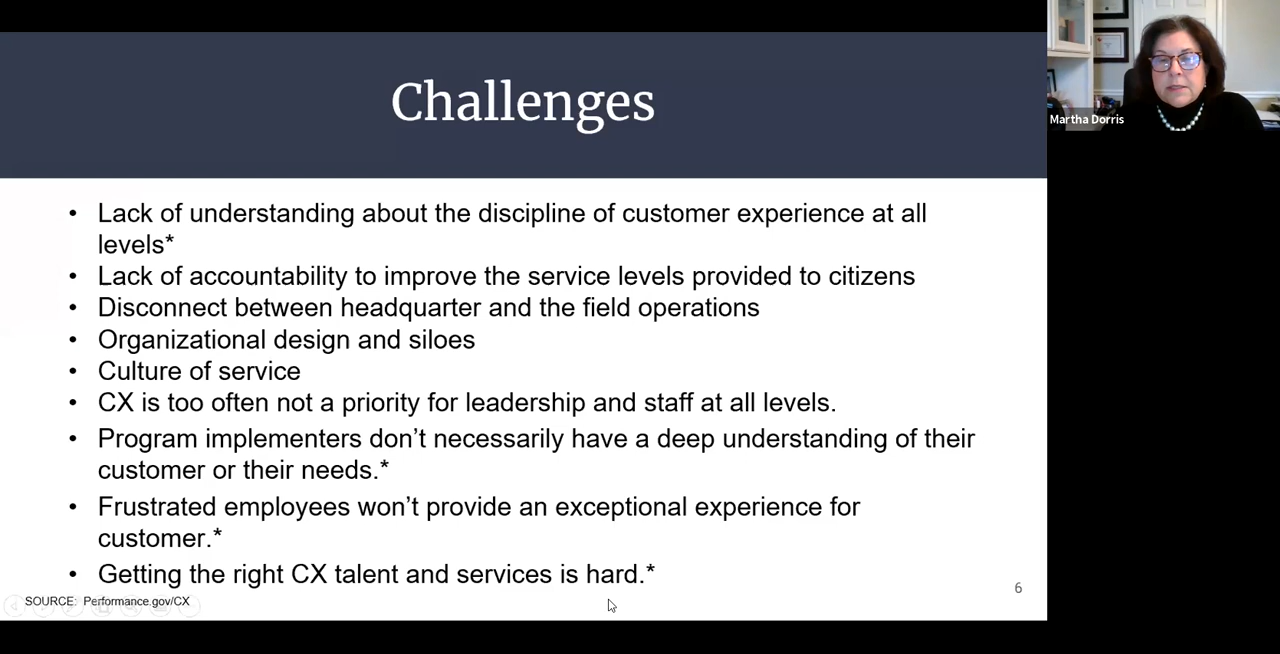 Challenges
Martha Dorris
• Lack of understanding about the discipline of customer experience at all
levels*
• Lack of accountability to improve the service levels provided to citizens
• Disconnect between headquarter and the field operations
• Organizational design and siloes
• Culture of service
• CX is too often not a priority for leadership and staff at all levels.
• Program implementers don’t necessarily have a deep understanding of their
customer or their needs.*
• Frustrated employees won’t provide an exceptional experience for
customer.*
• Getting the right CX talent and services is hard.*
SOURCE: Performance.gov/CX
6